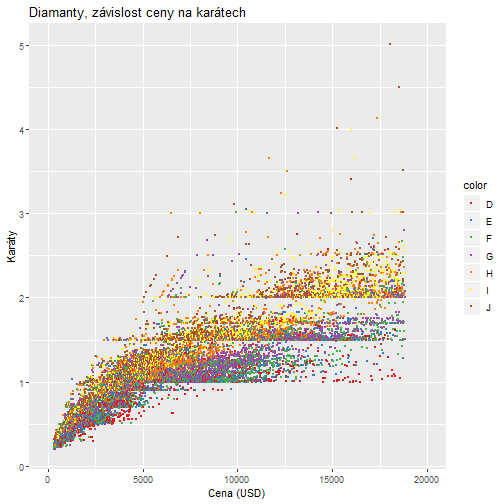 Diamanty, závislost ceny na karátech
Karáty
5
4
3
2
1
0
0
5000
10000
15000
20000
Cena (USD)
color
D
E
F
G
H
I
J